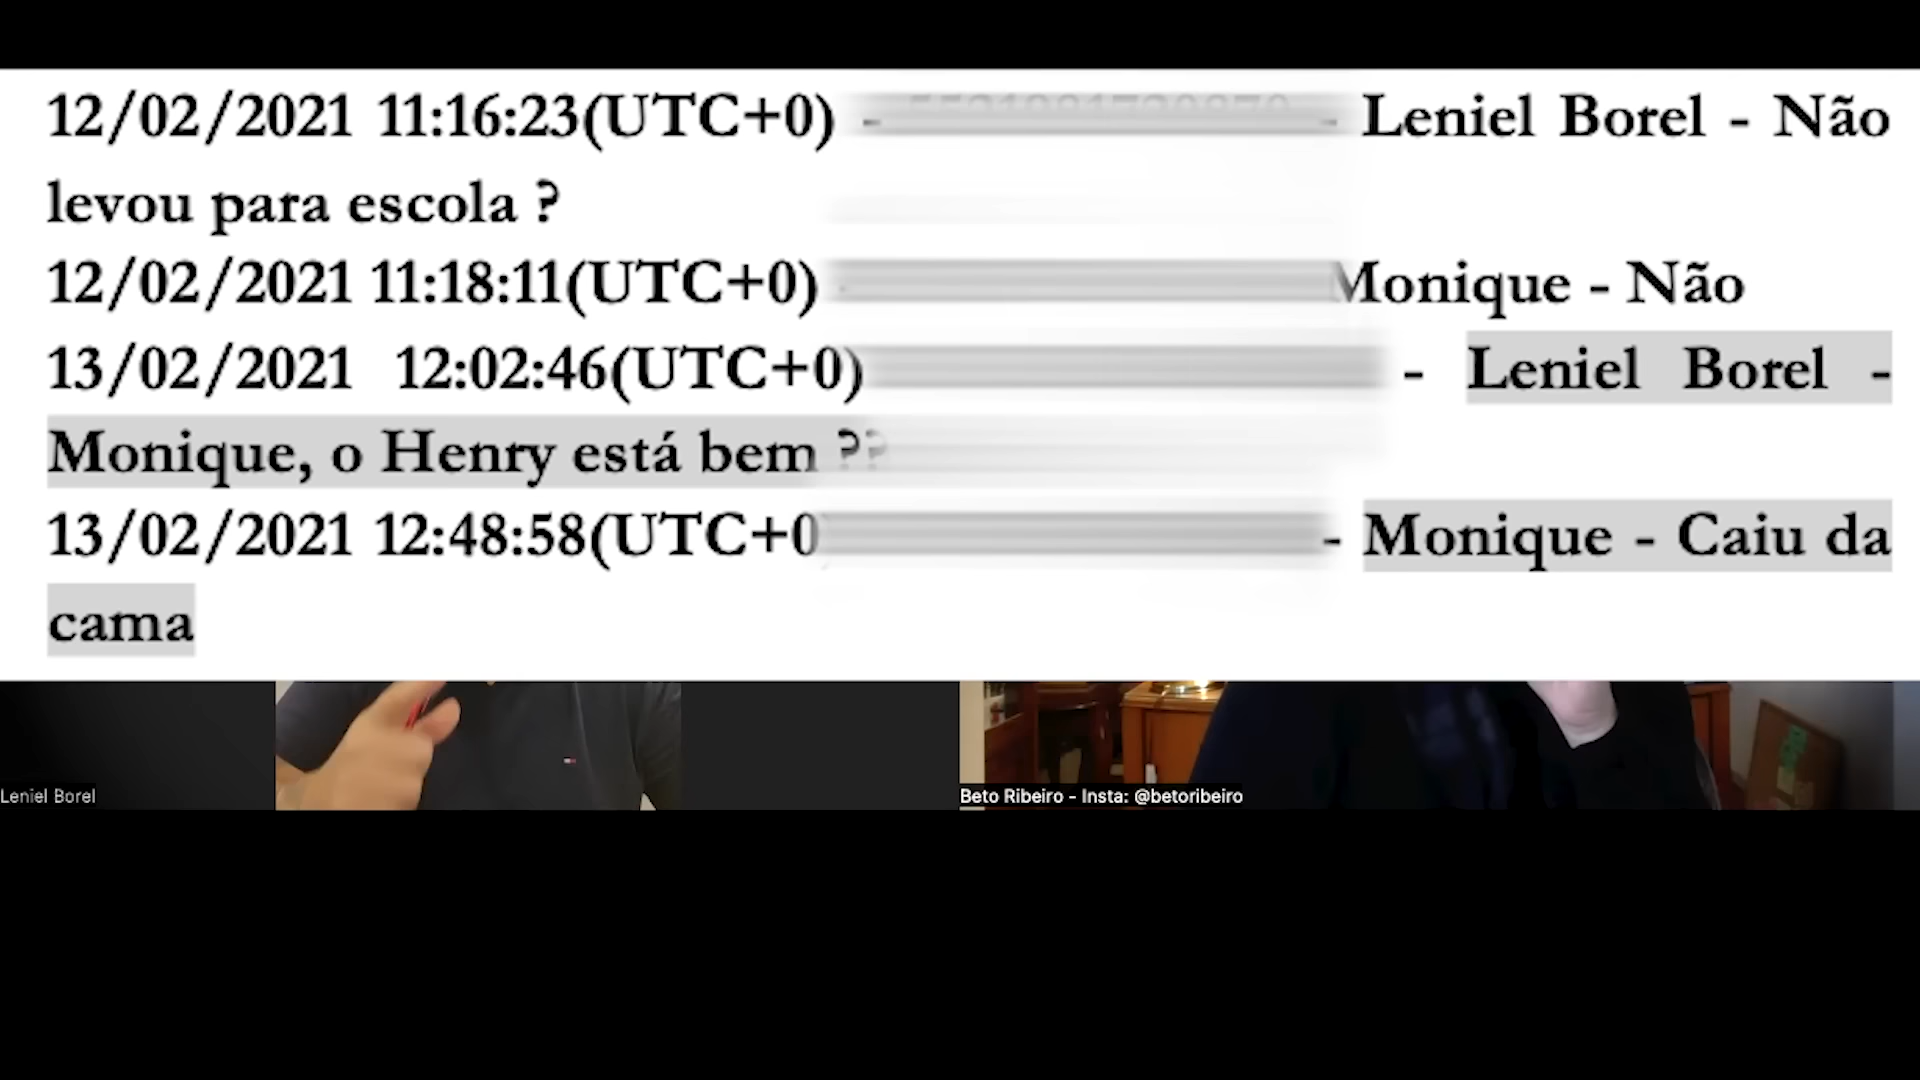 12/02/2021 11:16:23(UTC+0) - - Leniel Borel - Não
levou para escola ?
12/02/2021 11:18:11(UTC+0) Monique - Não
13/02/2021 12:02:46(UTC+0) - Leniel Borel -
Monique, o Henry está bem ??
13/02/2021 12:48:58(UTC+0 - Monique - Caiu da
cama
Leniel Borel
Beto Ribeiro - Insta: @betoribeiro